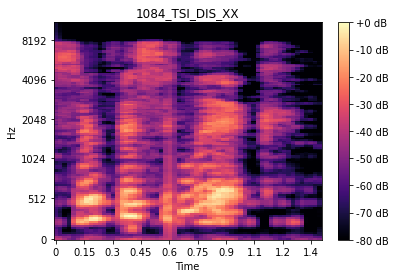 1084_TSI_DIS_XX
+0 dB
8192
-10 dB
4096
-20 dB
-30 dB
2048
Hz
-40 dB
1024
-50 dB
-60 dB
512
-70 dB
0
-80 dB
0 0.15 0.3 0.45 0.6 0.75 0.9 1.1 1.2 1.4
Time